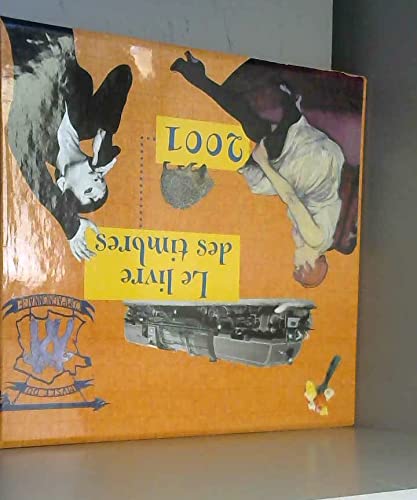 Le livre
des timbres
2001